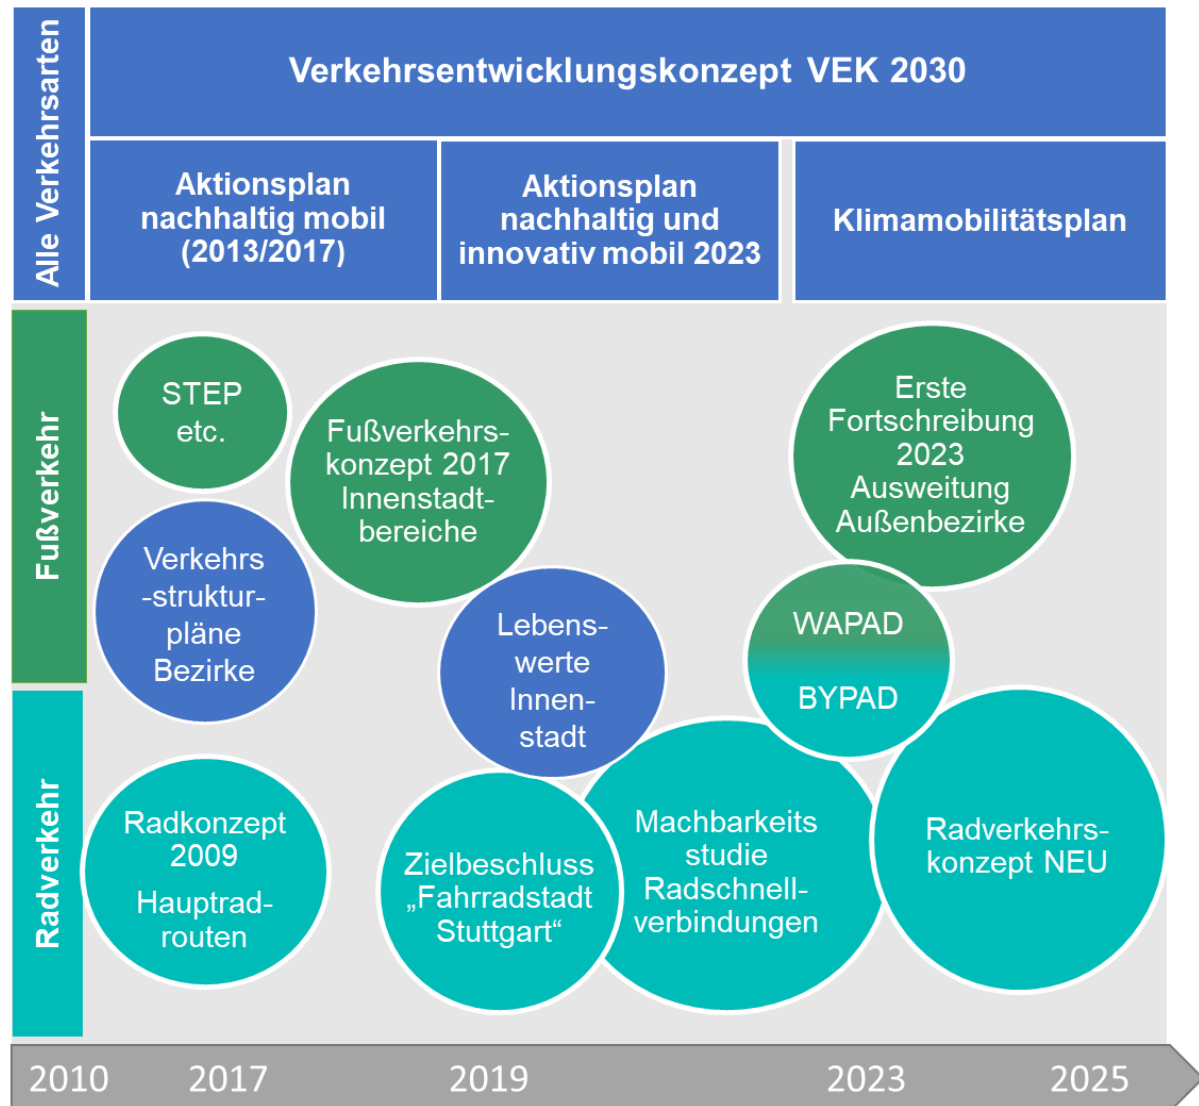 Alle Verkehrsarten
Verkehrsentwicklungskonzept VEK 2030
Aktionsplan
nachhaltig mobil
(2013/2017)
Aktionsplan
nachhaltig und
innovativ mobil 2023
Klimamobilitätsplan
Fußverkehr
STEP
etc.
Fußverkehrs-
konzept 2017
Innenstadt-
bereiche
Erste
Fortschreibung
2023
Ausweitung
Außenbezirke
Verkehrs
-struktur-
pläne
Bezirke
Lebens-
werte
Innen-
stadt
WAPAD
BYPAD
Radverkehr
Radkonzept
2009
Hauptrad-
routen
Zielbeschluss
„Fahrradstadt
Stuttgart“
Machbarkeits
studie
Radschnell-
verbindungen
Radverkehrs-
konzept NEU
2010
2017
2019
2023
2025